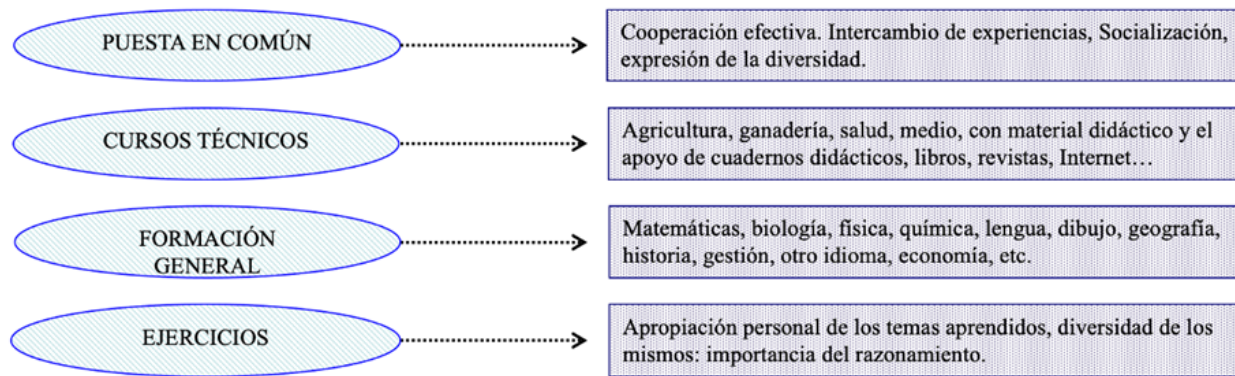 PUESTA EN COMÚN
Cooperación efectiva. Intercambio de experiencias, Socialización,
expresión de la diversidad.
CURSOS TÉCNICOS
Agricultura, ganadería, salud, medio, con material didáctico y el
apoyo de cuadernos didácticos, libros, revistas, Internet…
FORMACIÓN
GENERAL
Matemáticas, biología, física, química, lengua, dibujo, geografía,
historia, gestión, otro idioma, economía, etc.
EJERCICIOS
Apropiación personal de los temas aprendidos, diversidad de los
mismos: importancia del razonamiento.